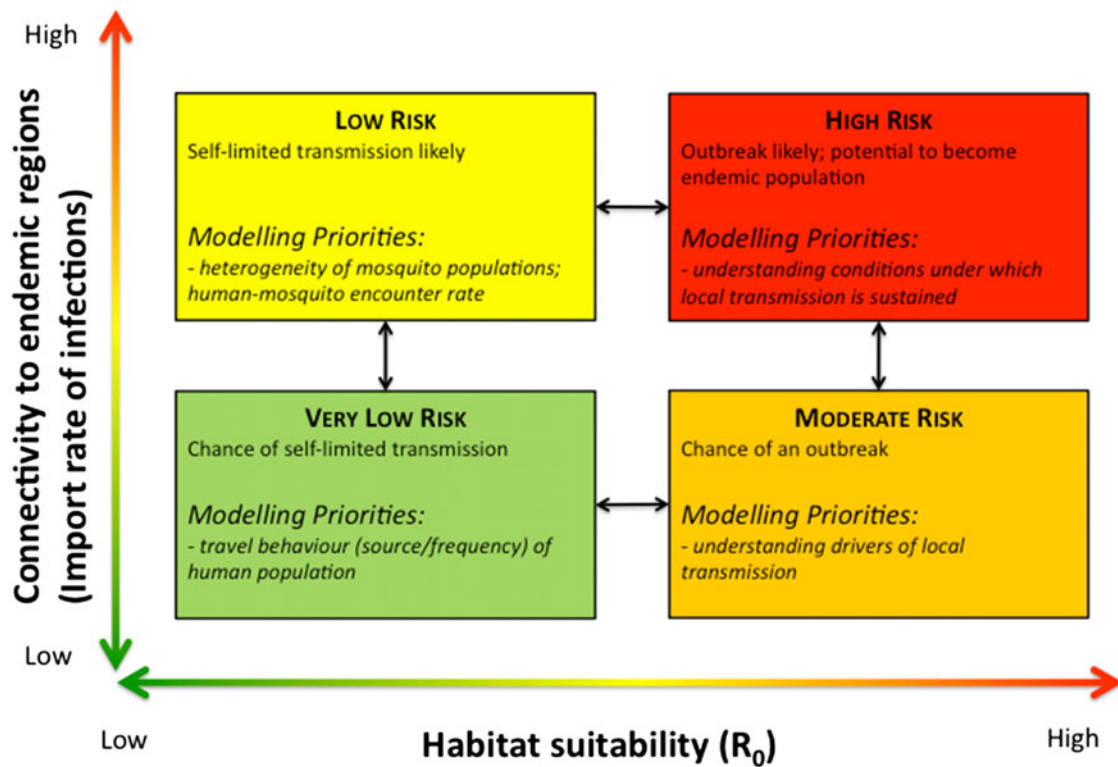 High
Connectivity to endemic regions
(Import rate of infections)
Low
LOW RISK
Self-limited transmission likely
Modelling Priorities:
- heterogeneity of mosquito populations;
human-mosquito encounter rate
HIGH RISK
Outbreak likely; potential to become
endemic population
Modelling Priorities:
- understanding conditions under which
local transmission is sustained
VERY LOW RISK
Chance of self-limited transmission
Modelling Priorities:
- travel behaviour (source/frequency) of
human population
MODERATE RISK
Chance of an outbreak
Modelling Priorities:
- understanding drivers of local
transmission
Low
Habitat suitability (R₀)
High